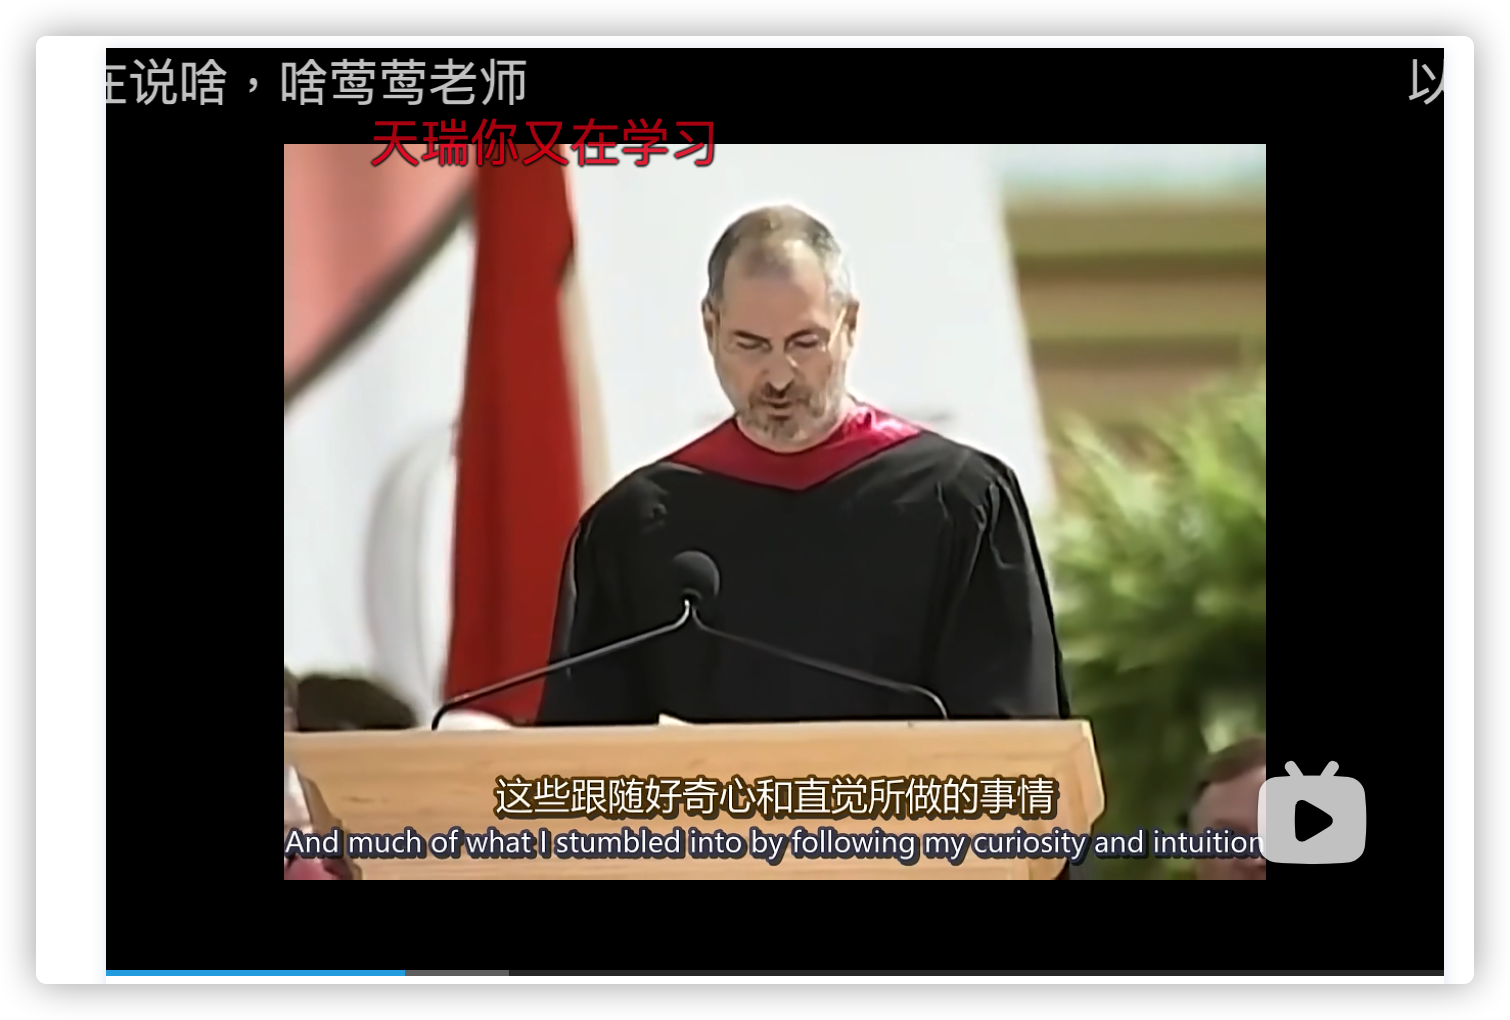 在说啥，啥莺莺老师
以
天瑞你又在学习
这些跟随好奇心和直觉所做的事情
And much of what I stumbled into by following my curiosity and intuition